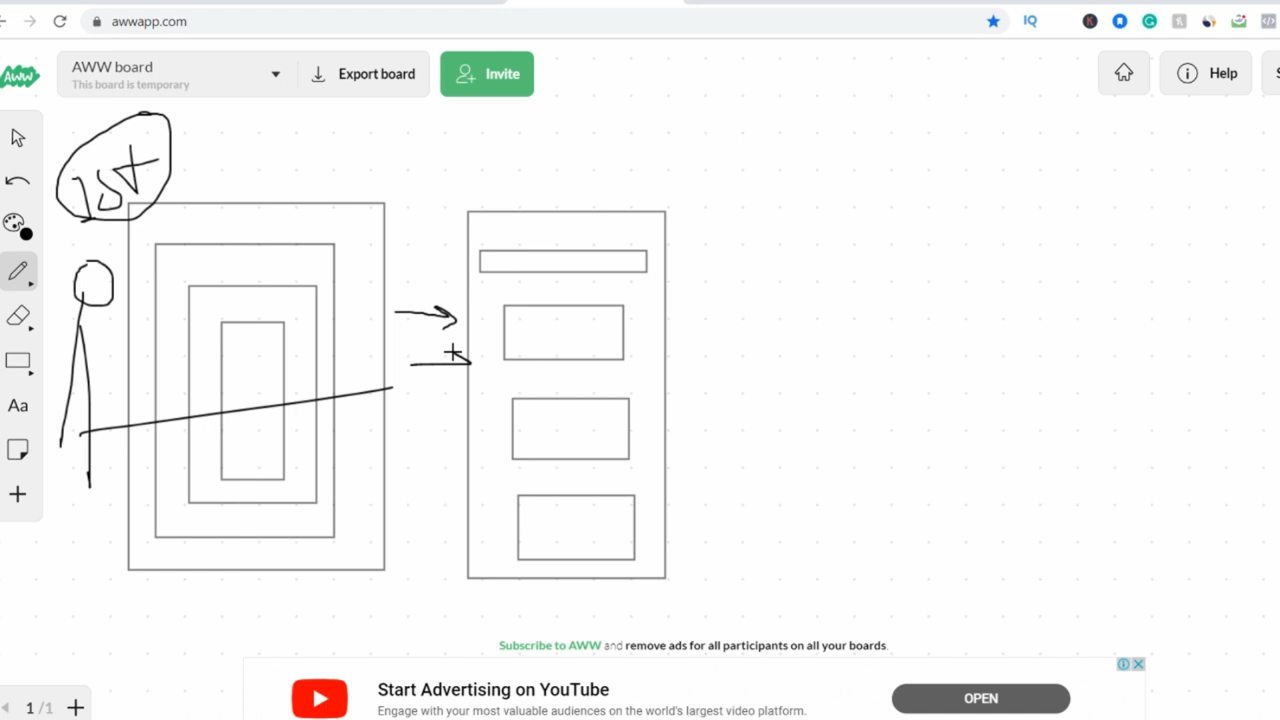 awwapp.com
IQ
AWW
AWW board
This board is temporary
Export board
Invite
Help
1st
Aa
Subscribe to AWW and remove ads for all participants on all your boards.
Start Advertising on YouTube
Engage with your most valuable audiences on the world's largest video platform.
OPEN
1/1